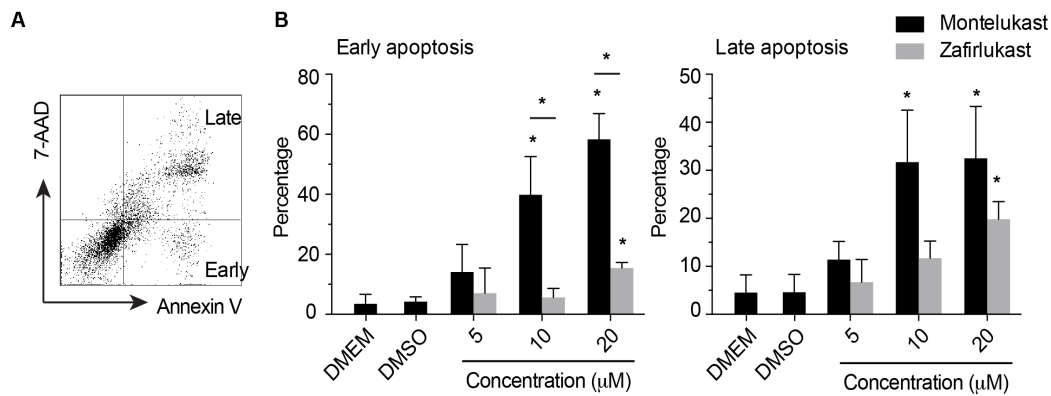 A
7-AAD
Late
Early
Annexin V
B
Montelukast
Zafirlukast
Early apoptosis
Percentage
80
60
40
20
0
* * * * *
DMEM
DMSO
5
10
20
Concentration (μM)
Late apoptosis
Percentage
50
40
30
20
10
0
* * *
DMEM
DMSO
5
10
20
Concentration (μM)